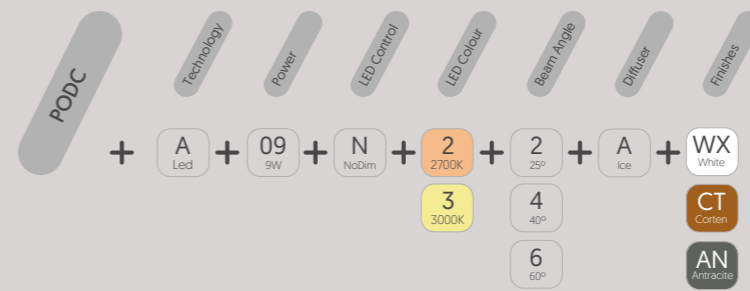 PODC
Technology
Power
LED Control
LED Colour
Beam Angle
Diffuser
Finishes
+ A + 09 + N + 2 + 2 + A + WX
Led 9W NoDim 2700K 25º Ice White
3 4 CT
3000K 40º Corten
6 AN
60º Antracite